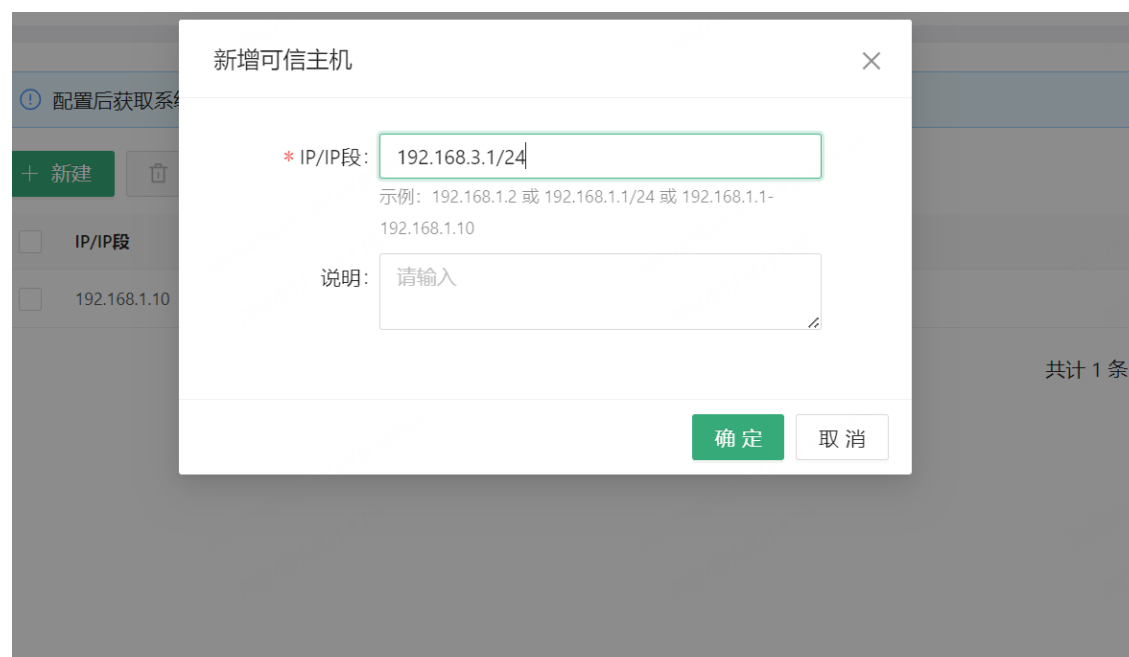 新增可信主机
配置后获取系统
* IP/IP段:
192.168.3.1/24
示例: 192.168.1.2 或 192.168.1.1/24 或 192.168.1.1-
192.168.1.10
+ 新建
IP/IP段
说明:
请输入
192.168.1.10
共计 1 条
确 定
取 消